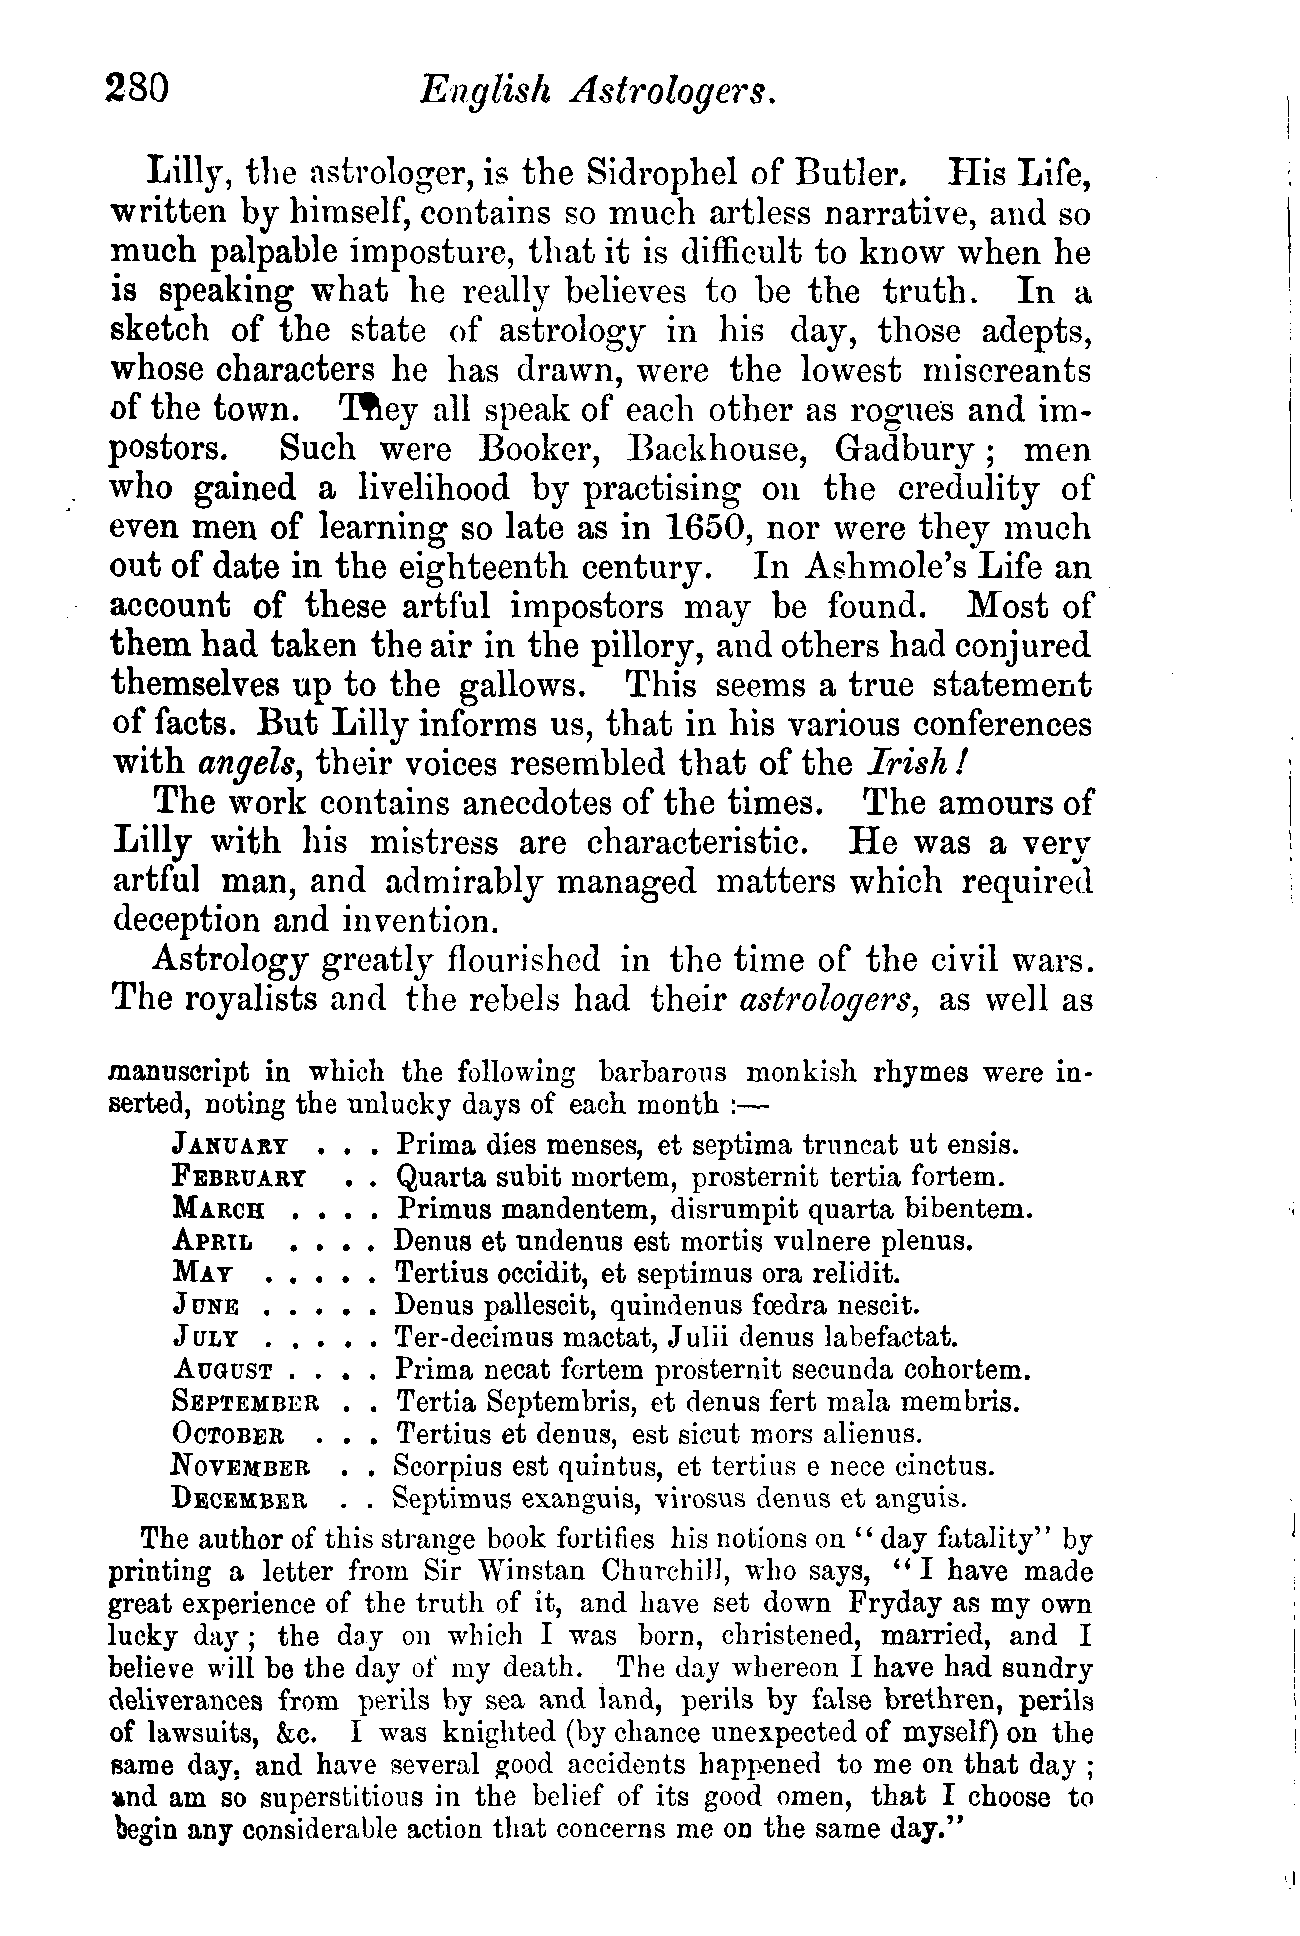 280 English Astrologers.
Lilly, the astrologer, is the Sidrophel of Butler. His Life,
written by himself, contains so much artless narrative, and so
much palpable imposture, that it is difficult to know when he
is speaking what he really believes to be the truth. In a
sketch of the state of astrology in his day, those adepts,
whose characters he has drawn, were the lowest miscreants
of the town. They all speak of each other as rogues and im-
postors. Such were Booker, Backhouse, Gadbury ; men
who gained a livelihood by practising on the credulity of
even men of learning so late as in 1650, nor were they much
out of date in the eighteenth century. In Ashmole's Life an
account of these artful impostors may be found. Most of
them had taken the air in the pillory, and others had conjured
themselves up to the gallows. This seems a true statement
of facts. But Lilly informs us, that in his various conferences
with angels, their voices resembled that of the Irish !
The work contains anecdotes of the times. The amours of
Lilly with his mistress are characteristic. He was a very
artful man, and admirably managed matters which required
deception and invention.
Astrology greatly flourished in the time of the civil wars.
The royalists and the rebels had their astrologers, as well as
manuscript in which the following barbarous monkish rhymes were in-
serted, noting the unlucky days of each month :—
JANUARY . . . Prima dies menses, et septima truncat ut ensis.
FEBRUARY . . Quarta subit mortem, prosternit tertia fortem.
MARCH . . . . Primus mandentem, disrumpit quarta bibentem.
APRIL . . . . Denus et undenus est mortis vulnere plenus.
MAY . . . . . Tertius occidit, et septimus ora relidit.
JUNE . . . . . Denus pallescit, quindenus fœdra nescit.
JULY . . . . . Ter-decimus mactat, Julii denus labefactat.
AUGUST . . . . Prima necat fortem prosternit secunda cohortem.
SEPTEMBER . . Tertia Septembris, et denus fert mala membris.
OCTOBER . . . Tertius et denus, est sicut mors alienus.
NOVEMBER . . Scorpius est quintus, et tertius e nece cinctus.
DECEMBER . . Septimus exanguis, virosus denus et anguis.
The author of this strange book fortifies his notions on “ day fatality” by
printing a letter from Sir Winstan Churchill, who says, “ I have made
great experience of the truth of it, and have set down Fryday as my own
lucky day ; the day on which I was born, christened, married, and I
believe will be the day of my death. The day whereon I have had sundry
deliverances from perils by sea and land, perils by false brethren, perils
of lawsuits, &c. I was knighted (by chance unexpected of myself) on the
same day, and have several good accidents happened to me on that day ;
and am so superstitious in the belief of its good omen, that I choose to
begin any considerable action that concerns me on the same day.”